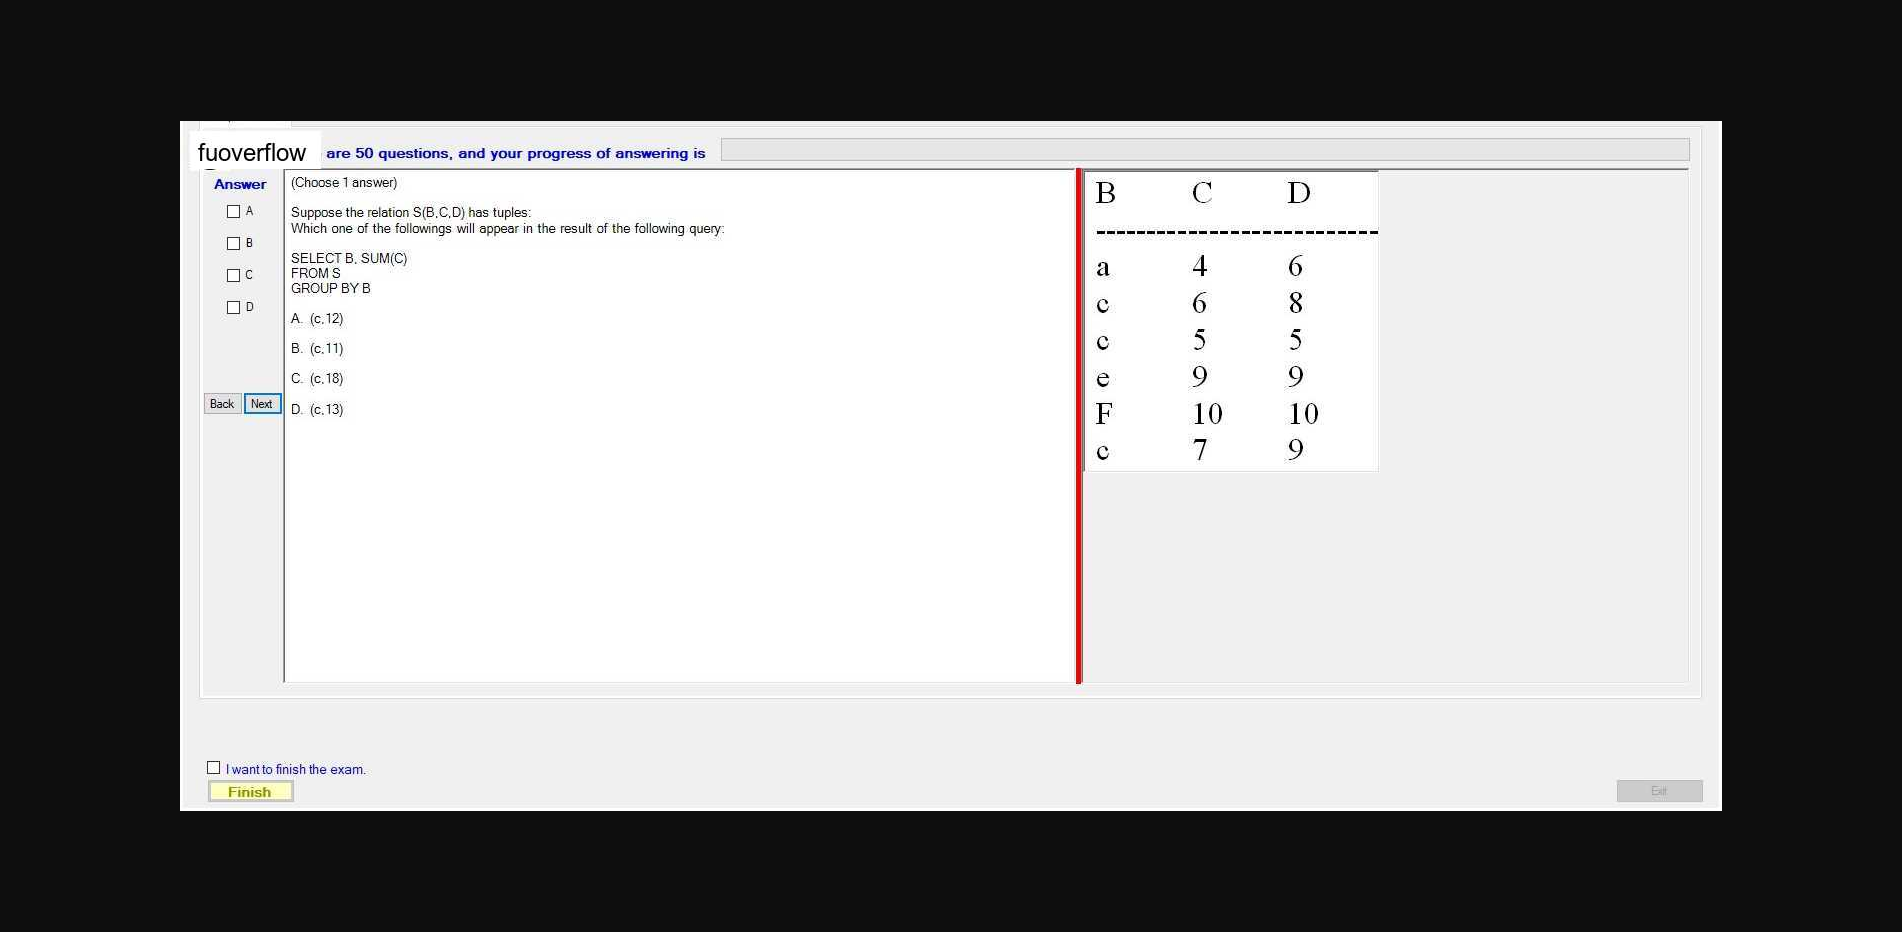 fuoverflow are 50 questions, and your progress of answering is
Answer
A
B
C
D
Back Next
(Choose 1 answer)
Suppose the relation S(B,C,D) has tuples:
Which one of the followings will appear in the result of the following query:
SELECT B, SUM(C)
FROM S
GROUP BY B
A. (c,12)
B. (c,11)
C. (c,18)
D. (c,13)
B C D
--------------------------
a 4 6
c 6 8
c 5 5
e 9 9
F 10 10
c 7 9
I want to finish the exam.
Finish
Exit